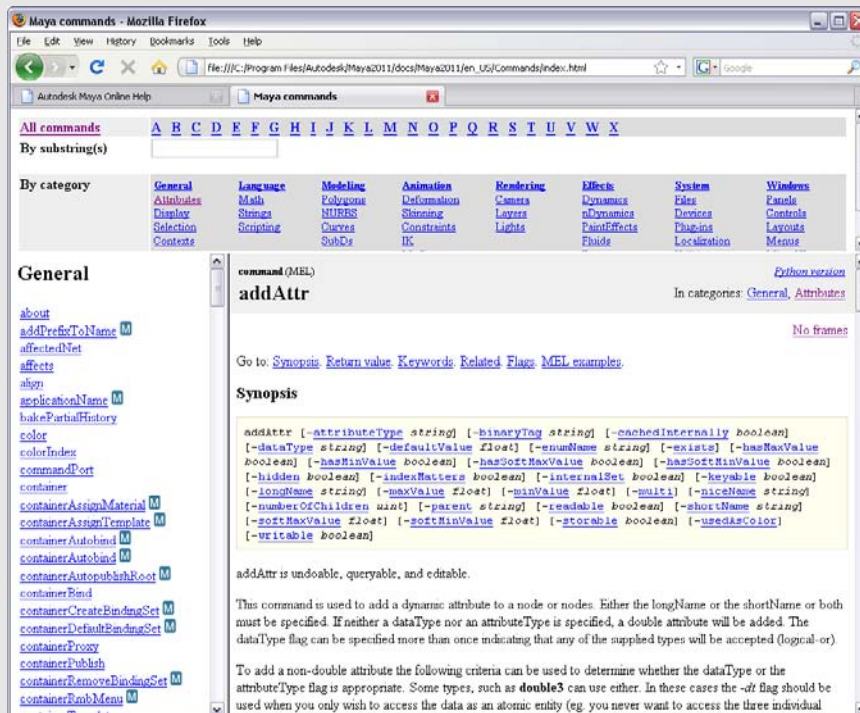 Maya commands - Mozilla Firefox
File Edit View History Bookmarks Tools Help
file:///C:/Program Files/Autodesk/Maya2011/docs/Maya2011/en_US/Commands/index.html
Google
Autodesk Maya Online Help
Maya commands
All commands A B C D E F G H I J K L M N O P Q R S T U V W X
By substring(s)
By category
General Language Modeling Animation Rendering Effects System Windows
Attributes Math Polygons Deformation Camera Dynamics Files Panels
Display Strings NURBS Skinning Layers nDynamics Devices Controls
Selection Scripting Curves Constraints Lights PaintEffects Plug-ins Layouts
Contexts SubDs IK Fluids Localization Menus
General
about
addPrefixToName M
affectedNet
affects
align
applicationName M
bakePartialHistory
color
colorIndex
commandPort
container
containerAssignMaterial M
containerAssignTemplate M
containerAutobind M
containerAutobind M
containerAutopublishRoot M
containerBind
containerCreateBindingSet M
containerDefaultBindingSet M
containerProxy
containerPublish
containerRemoveBindingSet M
containerRmbMenu M
command (MEL)
Python version
addAttr
In categories: General, Attributes
No frames
Go to: Synopsis. Return value. Keywords. Related. Flags. MEL examples.
Synopsis
addAttr [-attributeType string] [-binaryTag string] [-cachedInternally boolean]
[-dataType string] [-defaultValue float] [-enumName string] [-exists] [-hasMaxValue
boolean] [-hasMinValue boolean] [-hasSoftMaxValue boolean] [-hasSoftMinValue boolean]
[-hidden boolean] [-indexMatters boolean] [-internalSet boolean] [-keyable boolean]
[-longName string] [-maxValue float] [-minValue float] [-multi] [-niceName string]
[-numberOfChildren uint] [-parent string] [-readable boolean] [-shortName string]
[-softMaxValue float] [-softMinValue float] [-storable boolean] [-usedAsColor]
[-writable boolean]
addAttr is undoable, queryable, and editable.
This command is used to add a dynamic attribute to a node or nodes. Either the longName or the shortName or both
must be specified. If neither a dataType nor an attributeType is specified, a double attribute will be added. The
dataType flag can be specified more than once indicating that any of the supplied types will be accepted (logical-or).
To add a non-double attribute the following criteria can be used to determine whether the dataType or the
attributeType flag is appropriate. Some types, such as double3 can use either. In these cases the -dt flag should be
used when you only wish to access the data as an atomic entity (eg. you never want to access the three individual